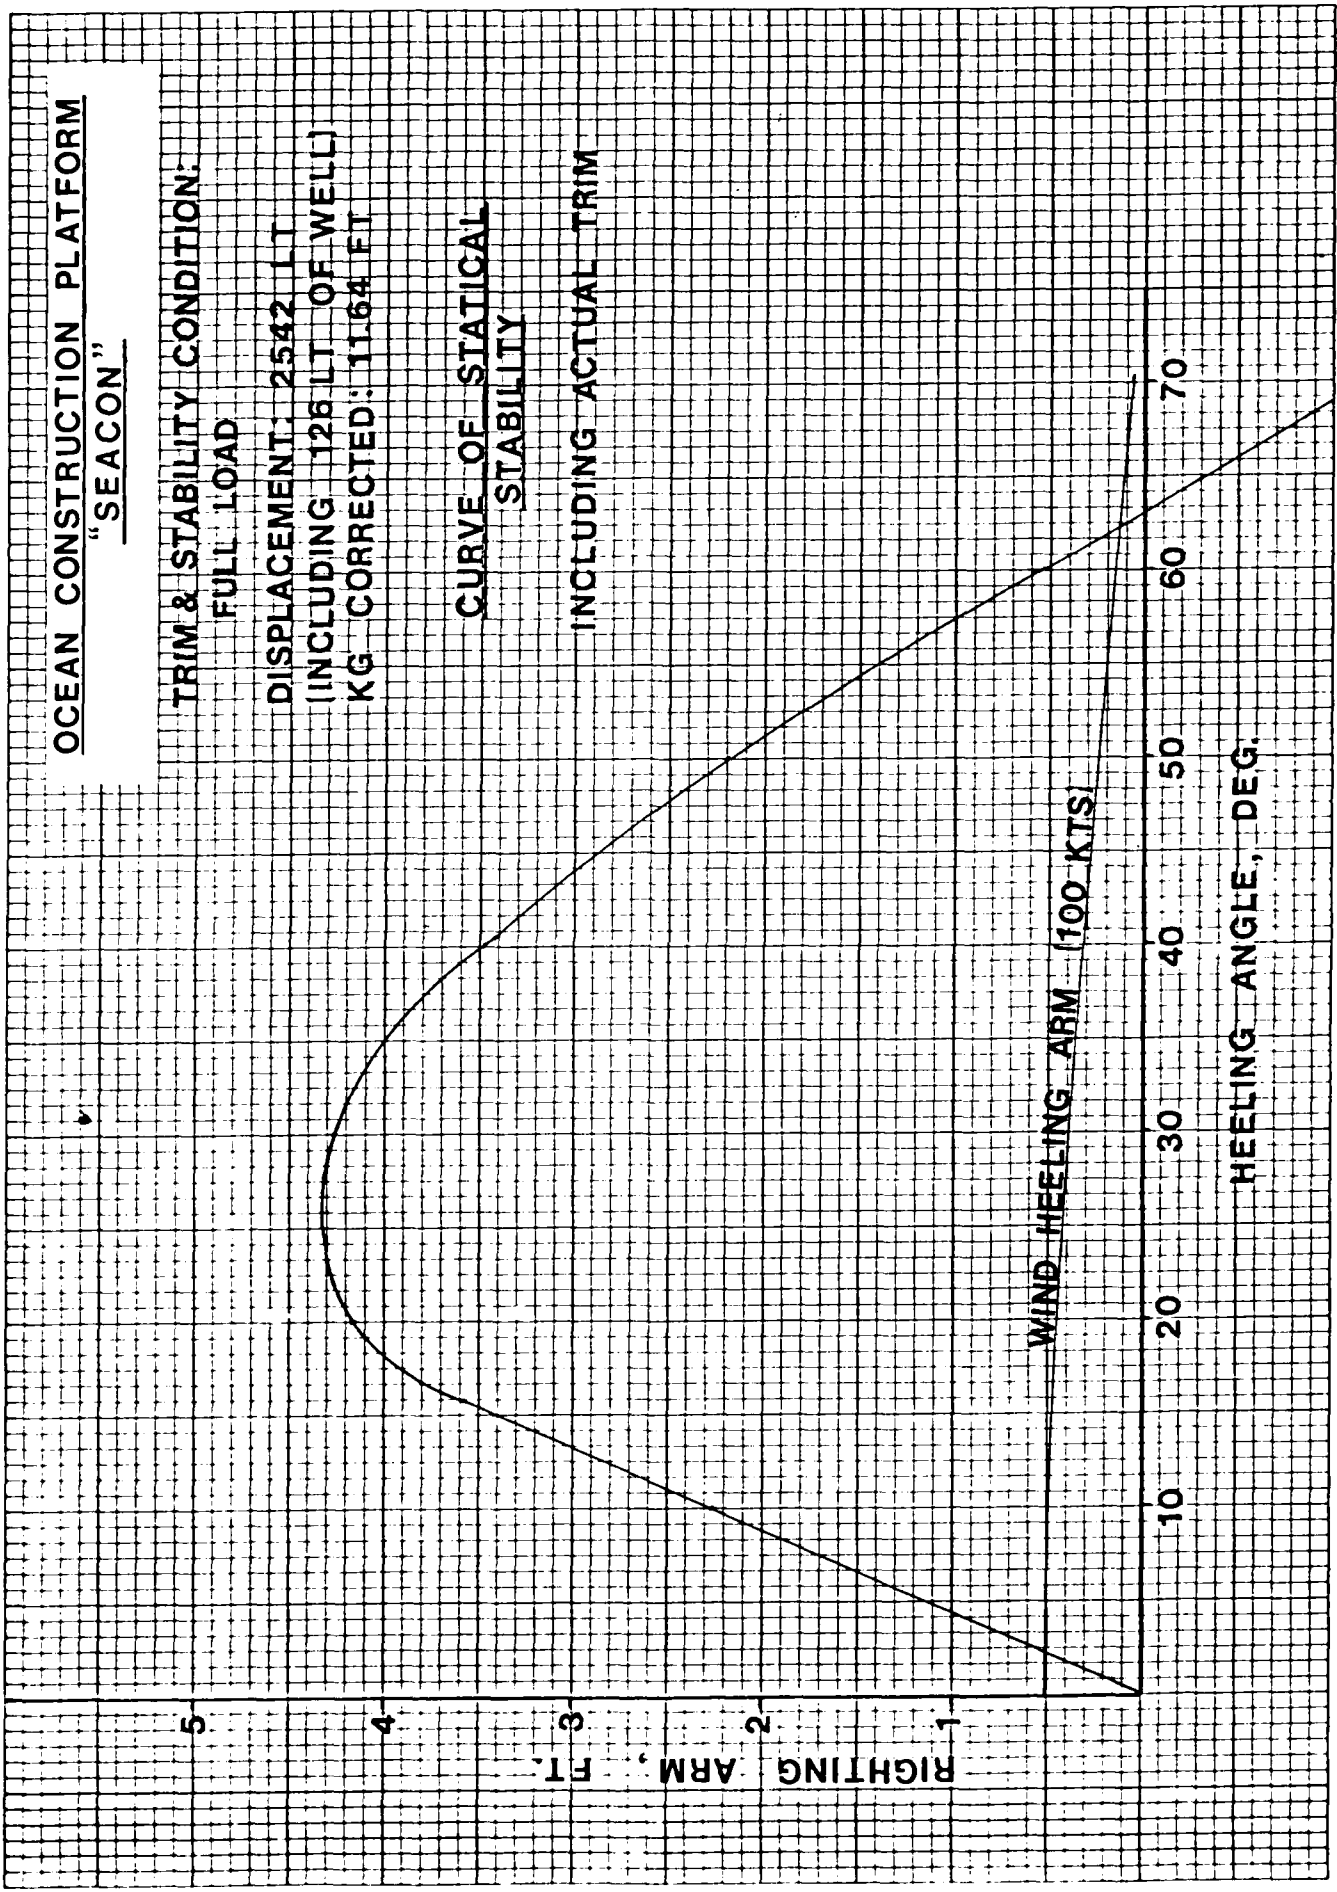 OCEAN CONSTRUCTION PLATFORM
"SEACON"
TRIM & STABILITY CONDITION:
FULL LOAD
DISPLACEMENT: 2542 LT
(INCLUDING 126 LT OF WELL)
KG CORRECTED: 11.64 FT
CURVE OF STATICAL
STABILITY
INCLUDING ACTUAL TRIM
5
4
3
2
1
RIGHTING ARM, FT.
WIND HEELING ARM (100 KTS)
10 20 30 40 50 60 70
HEELING ANGLE, DEG.